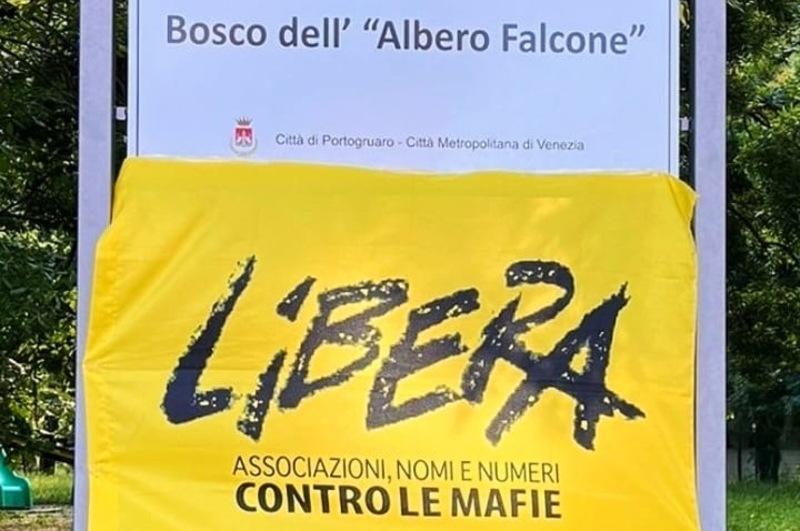 Bosco dell' “Albero Falcone”
Città di Portogruaro - Città Metropolitana di Venezia
LiBERA
ASSOCIAZIONI, NOMI E NUMERI
CONTRO LE MAFIE